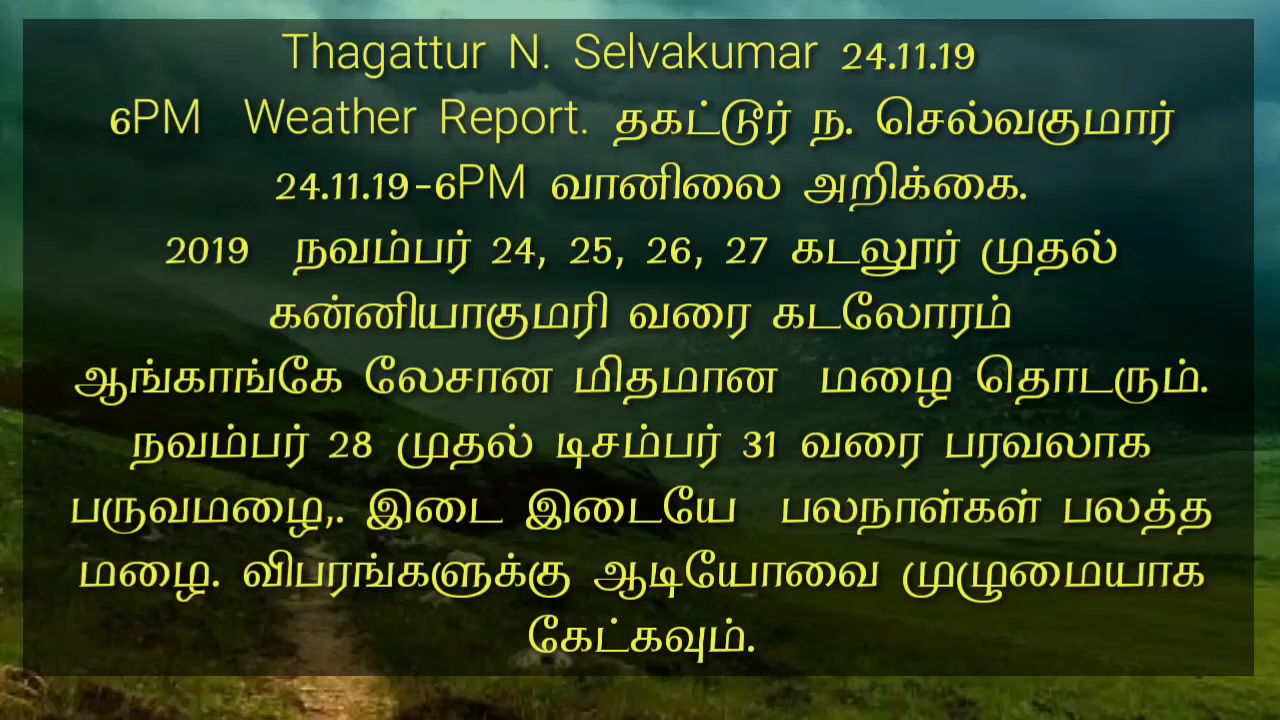 Thagattur N. Selvakumar 24.11.19
6PM Weather Report. தகட்டூர் ந. செல்வகுமார்
24.11.19-6PM வானிலை அறிக்கை.
2019 நவம்பர் 24, 25, 26, 27 கடலூர் முதல்
கன்னியாகுமரி வரை கடலோரம்
ஆங்காங்கே லேசான மிதமான மழை தொடரும்.
நவம்பர் 28 முதல் டிசம்பர் 31 வரை பரவலாக
பருவமழை,. இடை இடையே பலநாள்கள் பலத்த
மழை. விபரங்களுக்கு ஆடியோவை முழுமையாக
கேட்கவும்.